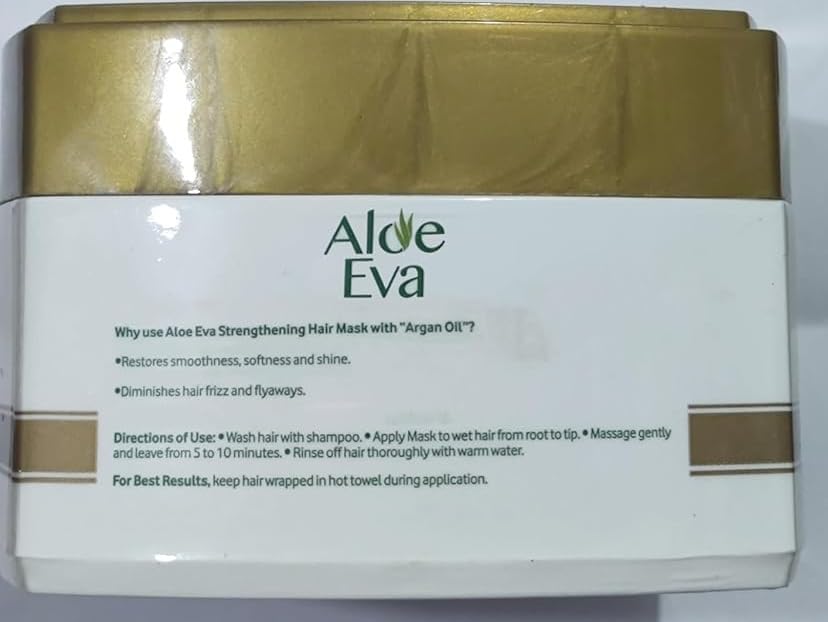 Aloe
Eva
Why use Aloe Eva Strengthening Hair Mask with "Argan Oil"?
•Restores smoothness, softness and shine.
•Diminishes hair frizz and flyaways.
Directions of Use: • Wash hair with shampoo. • Apply Mask to wet hair from root to tip. • Massage gently
and leave from 5 to 10 minutes. • Rinse off hair thoroughly with warm water.
For Best Results, keep hair wrapped in hot towel during application.